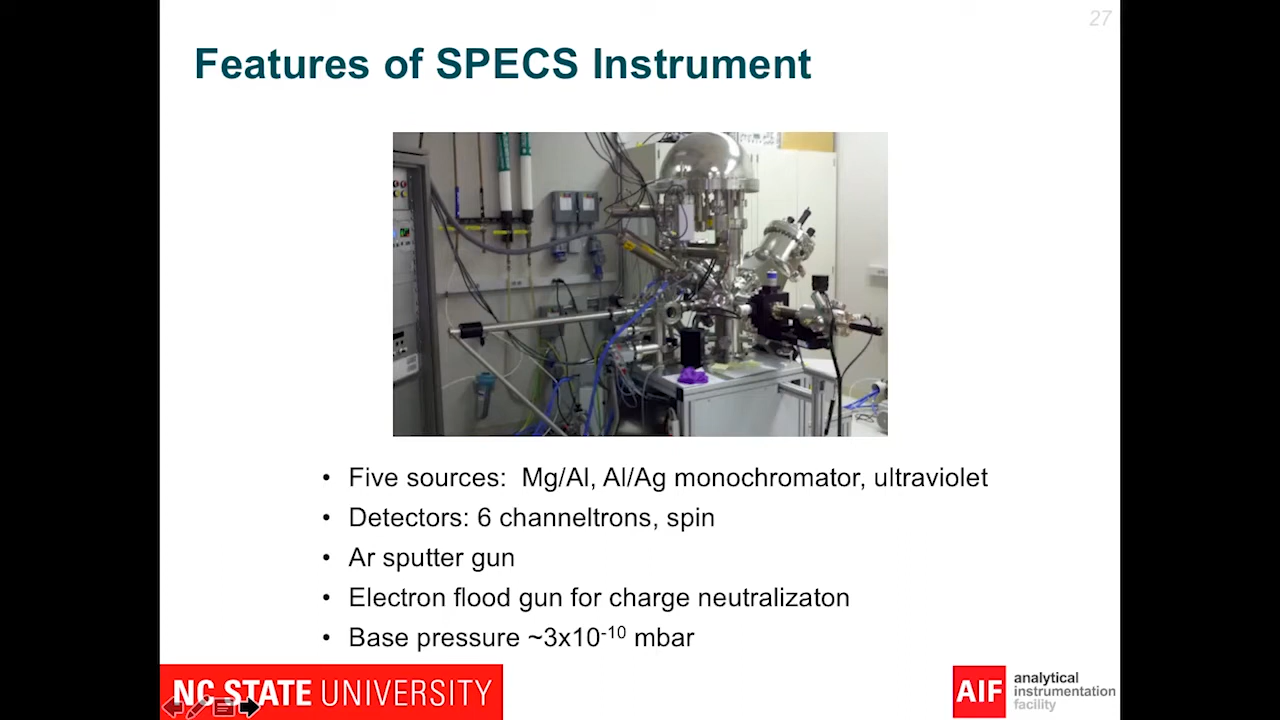 27
Features of SPECS Instrument
• Five sources:  Mg/Al, Al/Ag monochromator, ultraviolet
• Detectors: 6 channeltrons, spin
• Ar sputter gun
• Electron flood gun for charge neutralizaton
• Base pressure ~3x10⁻¹⁰ mbar
NC STATE UNIVERSITY
AIF analytical
instrumentation
facility